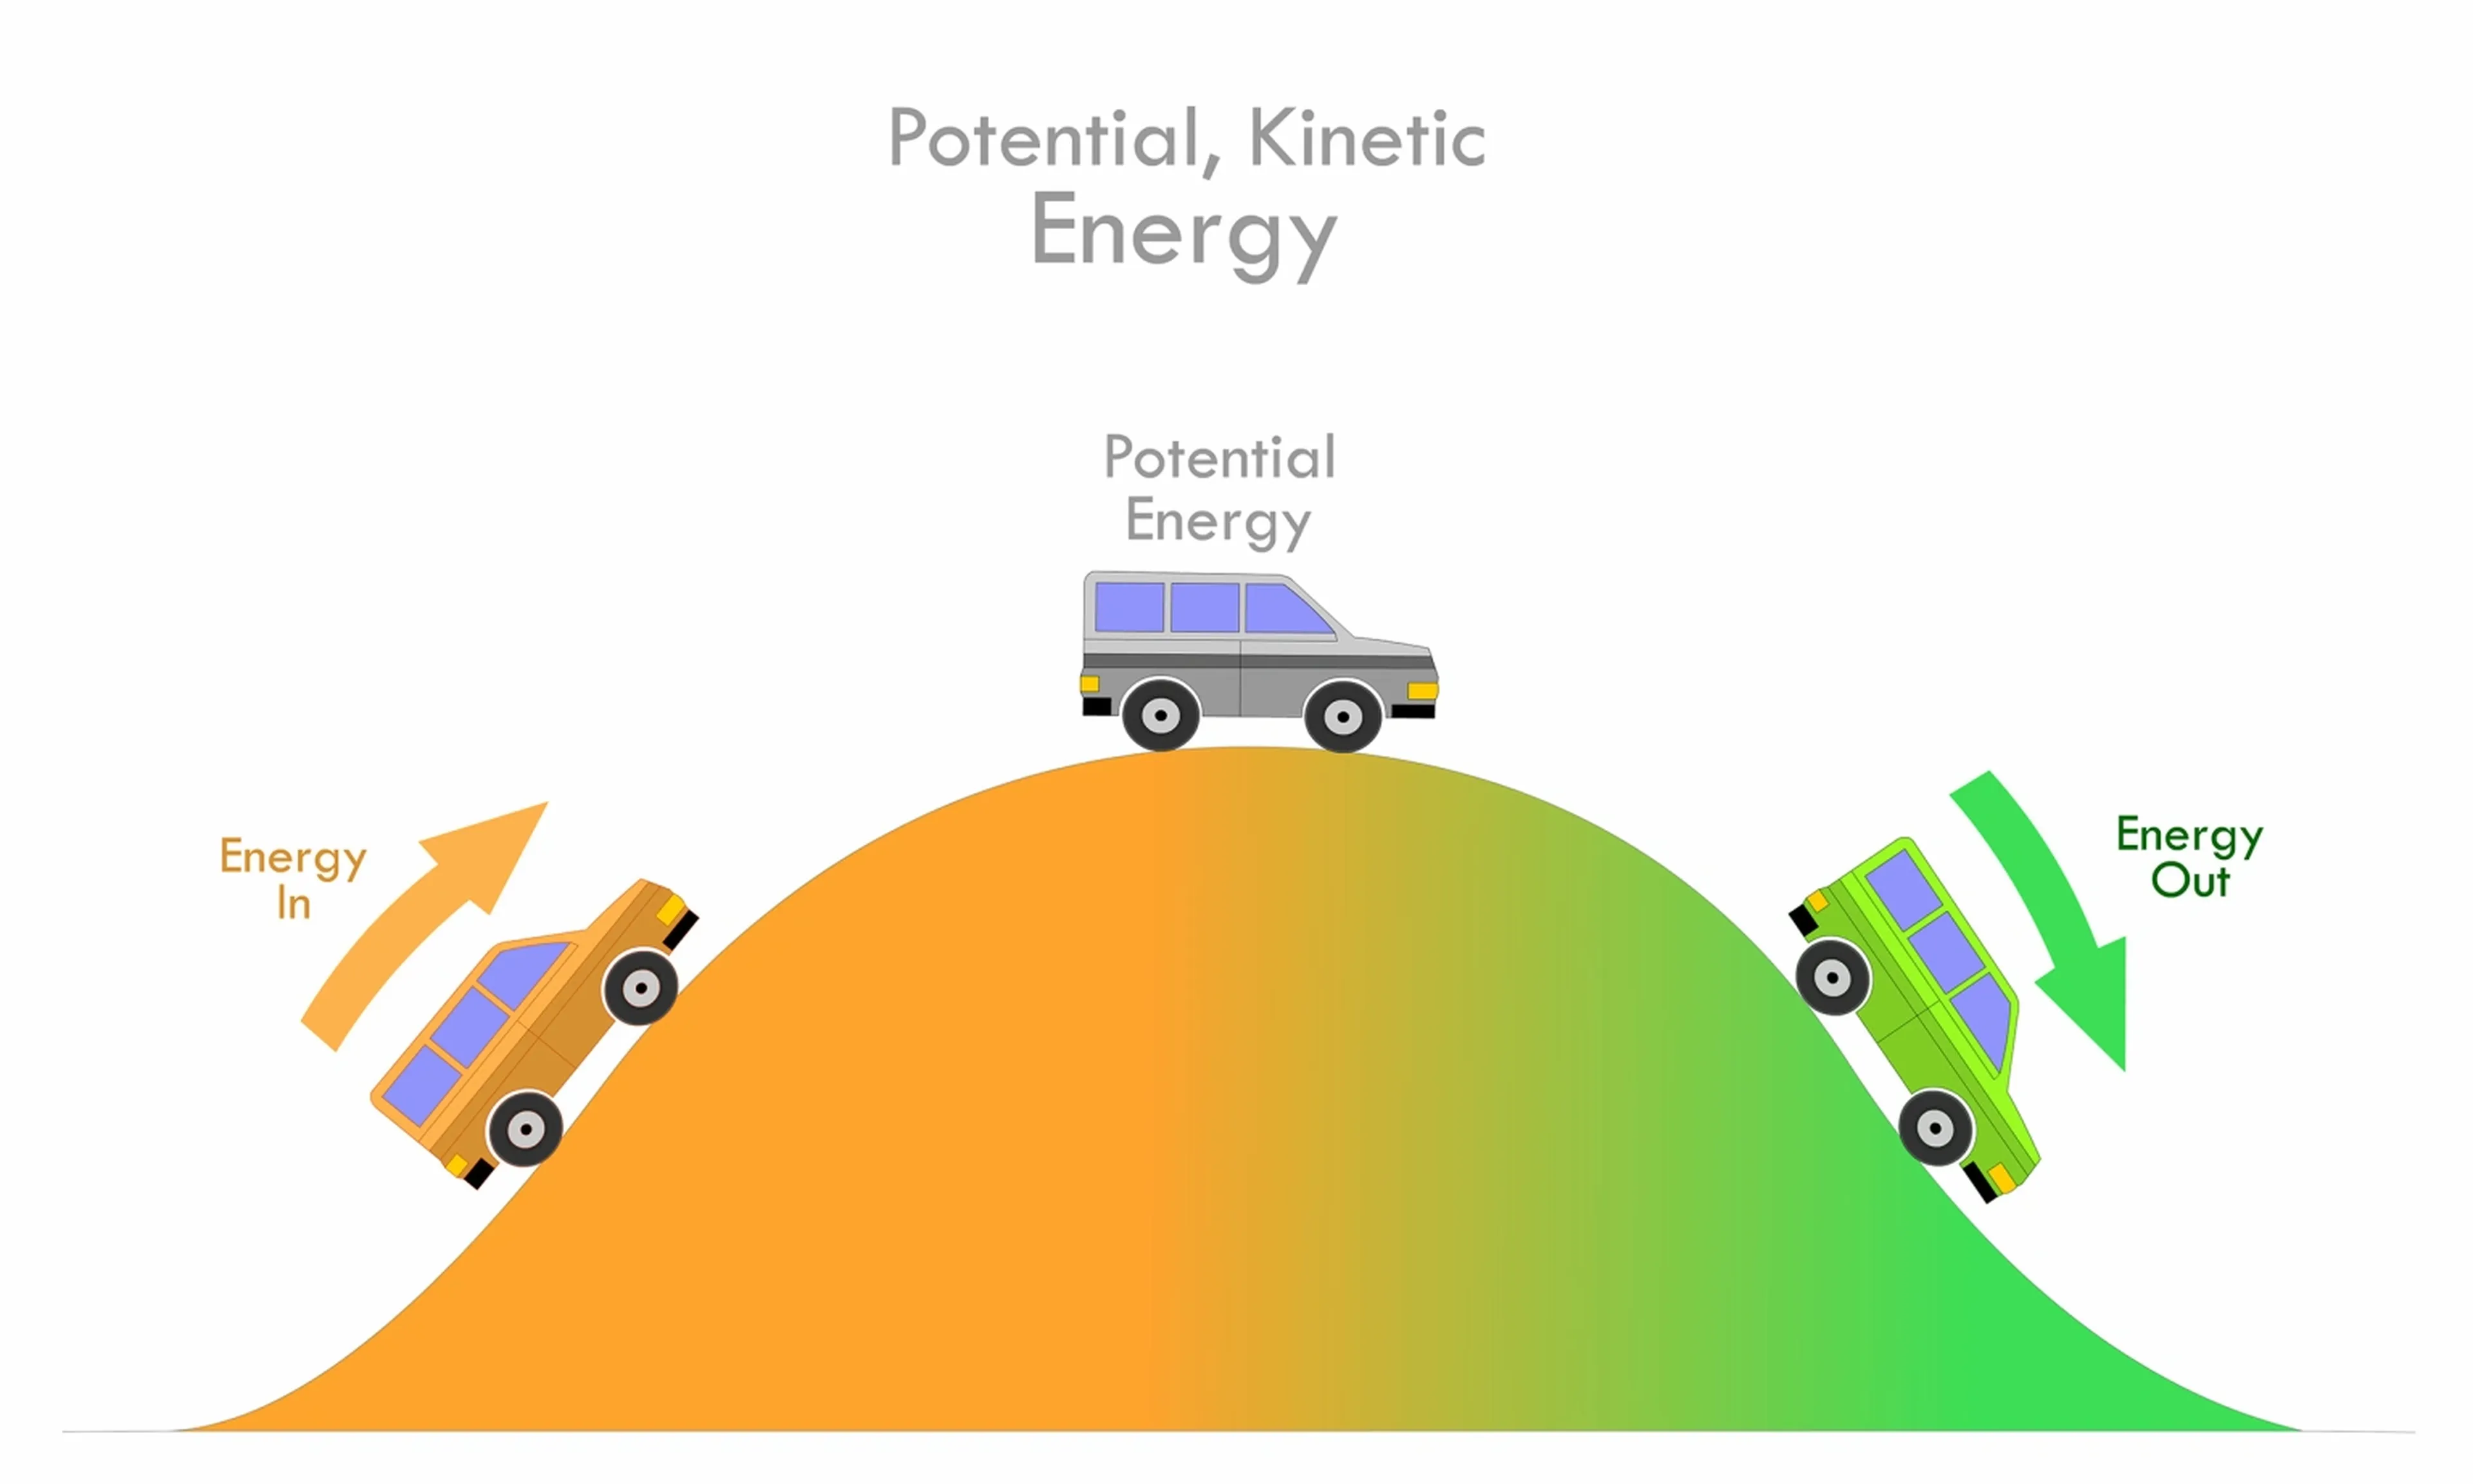 Potential, Kinetic
Energy
Potential
Energy
Energy
In
Energy
Out